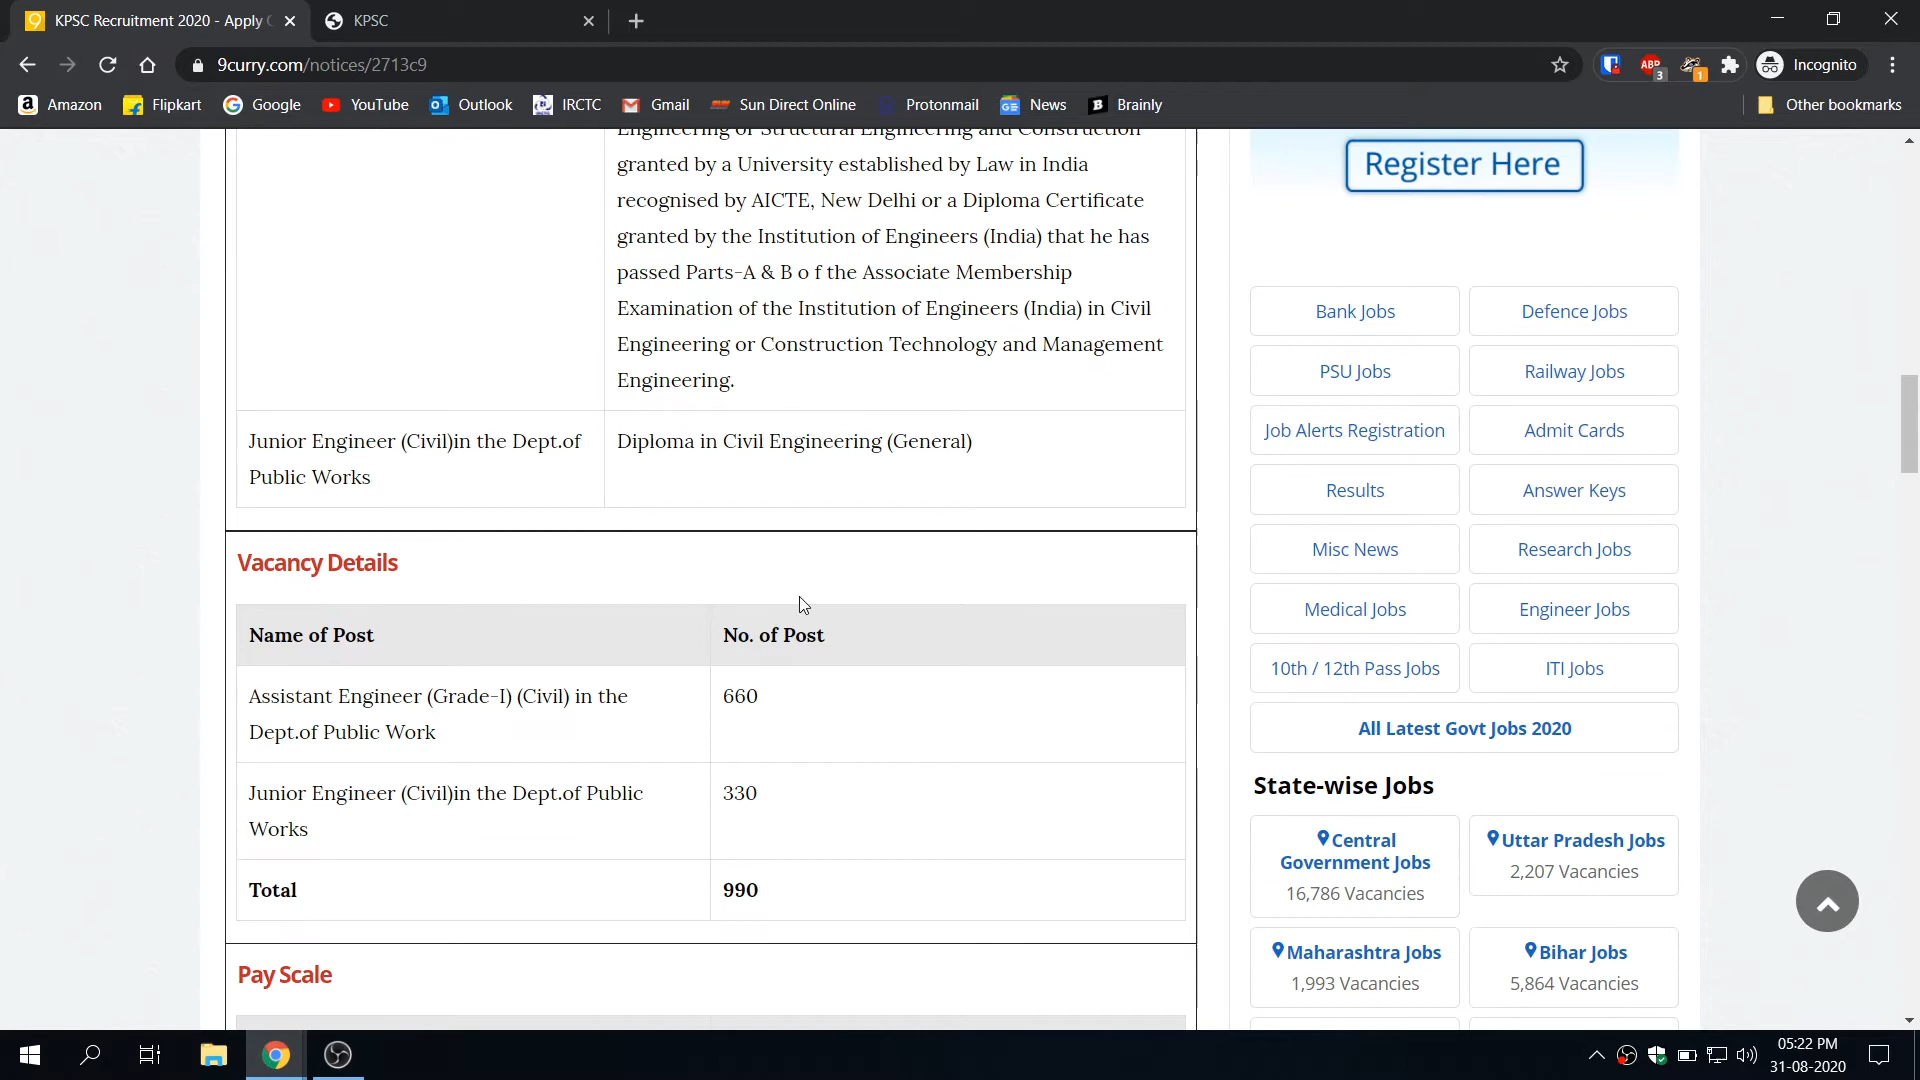 KPSC Recruitment 2020 - Apply
KPSC
9curry.com/notices/2713c9
ABP
3
1
Incognito
Amazon
Flipkart
Google
YouTube
Outlook
IRCTC
Gmail
Sun Direct Online
Protonmail
News
Brainly
Other bookmarks
Engineering or Structural Engineering and Construction
granted by a University established by Law in India
recognised by AICTE, New Delhi or a Diploma Certificate
granted by the Institution of Engineers (India) that he has
passed Parts-A & B o f the Associate Membership
Examination of the Institution of Engineers (India) in Civil
Engineering or Construction Technology and Management
Engineering.
Junior Engineer (Civil)in the Dept.of
Public Works
Diploma in Civil Engineering (General)
Vacancy Details
Name of Post
No. of Post
Assistant Engineer (Grade-I) (Civil) in the
Dept.of Public Work
660
Junior Engineer (Civil)in the Dept.of Public
Works
330
Total
990
Pay Scale
Register Here
Bank Jobs
Defence Jobs
PSU Jobs
Railway Jobs
Job Alerts Registration
Admit Cards
Results
Answer Keys
Misc News
Research Jobs
Medical Jobs
Engineer Jobs
10th / 12th Pass Jobs
ITI Jobs
All Latest Govt Jobs 2020
State-wise Jobs
Central
Government Jobs
16,786 Vacancies
Uttar Pradesh Jobs
2,207 Vacancies
Maharashtra Jobs
1,993 Vacancies
Bihar Jobs
5,864 Vacancies
05:22 PM
31-08-2020